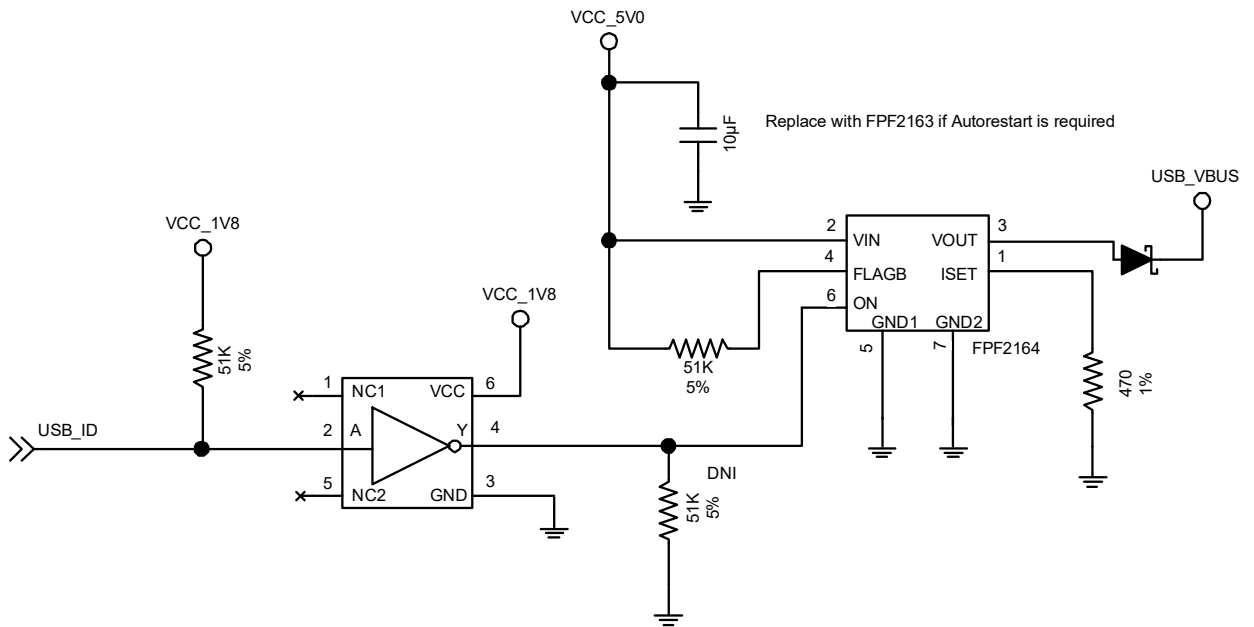 VCC_5V0
10µF
Replace with FPF2163 if Autorestart is required
USB_VBUS
VCC_1V8
2
VIN
VOUT
3
4
FLAGB
ISET
1
6
ON
GND1
GND2
5
7
FPF2164
VCC_1V8
51K
5%
51K
5%
470
1%
1
NC1
VCC
6
USB_ID
2
A
Y
4
5
NC2
GND
3
DNI
51K
5%